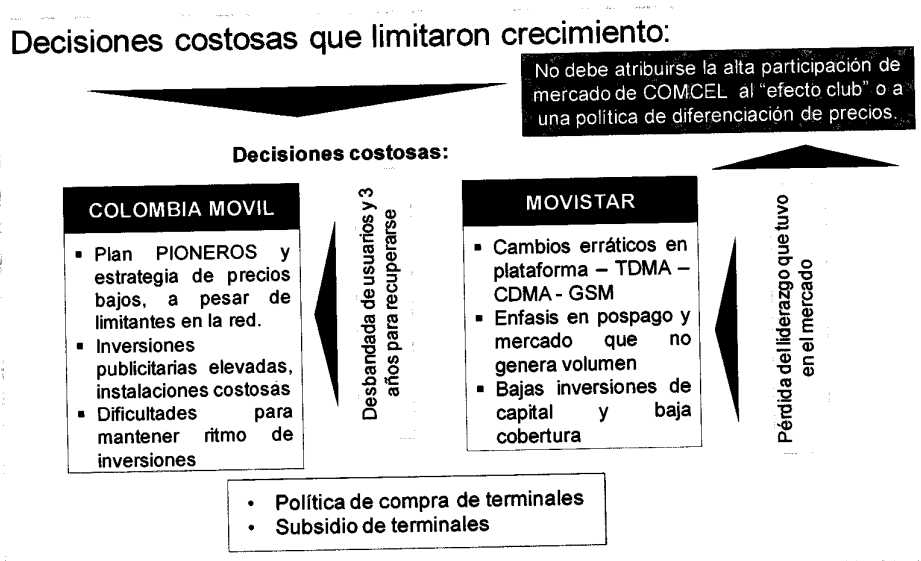 Decisiones costosas que limitaron crecimiento:
No debe atribuirse la alta participación de
mercado de COMCEL al "efecto club" o a
una política de diferenciación de precios.
Decisiones costosas:
COLOMBIA MOVIL
▪ Plan PIONEROS y
estrategia de precios
bajos, a pesar de
limitantes en la red.
▪ Inversiones
publicitarias elevadas,
instalaciones costosas
▪ Dificultades para
mantener ritmo de
inversiones
Desbandada de usuarios y 3
años para recuperarse
MOVISTAR
▪ Cambios erráticos en
plataforma – TDMA –
CDMA - GSM
▪ Enfasis en pospago y
mercado que no
genera volumen
▪ Bajas inversiones de
capital y baja
cobertura
Pérdida del liderazgo que tuvo
en el mercado
• Política de compra de terminales
• Subsidio de terminales